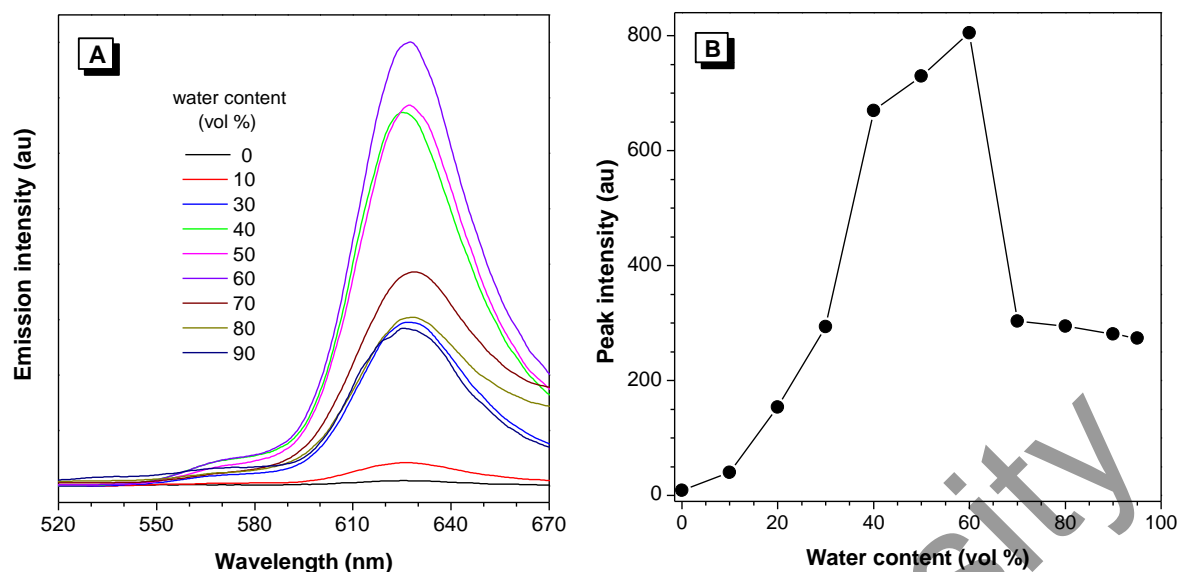 A
water content
(vol %)
0
10
30
40
50
60
70
80
90
Emission intensity (au)
520 550 580 610 640 670
Wavelength (nm)
B
800
600
400
200
0
Peak intensity (au)
0 20 40 60 80 100
Water content (vol %)
sity